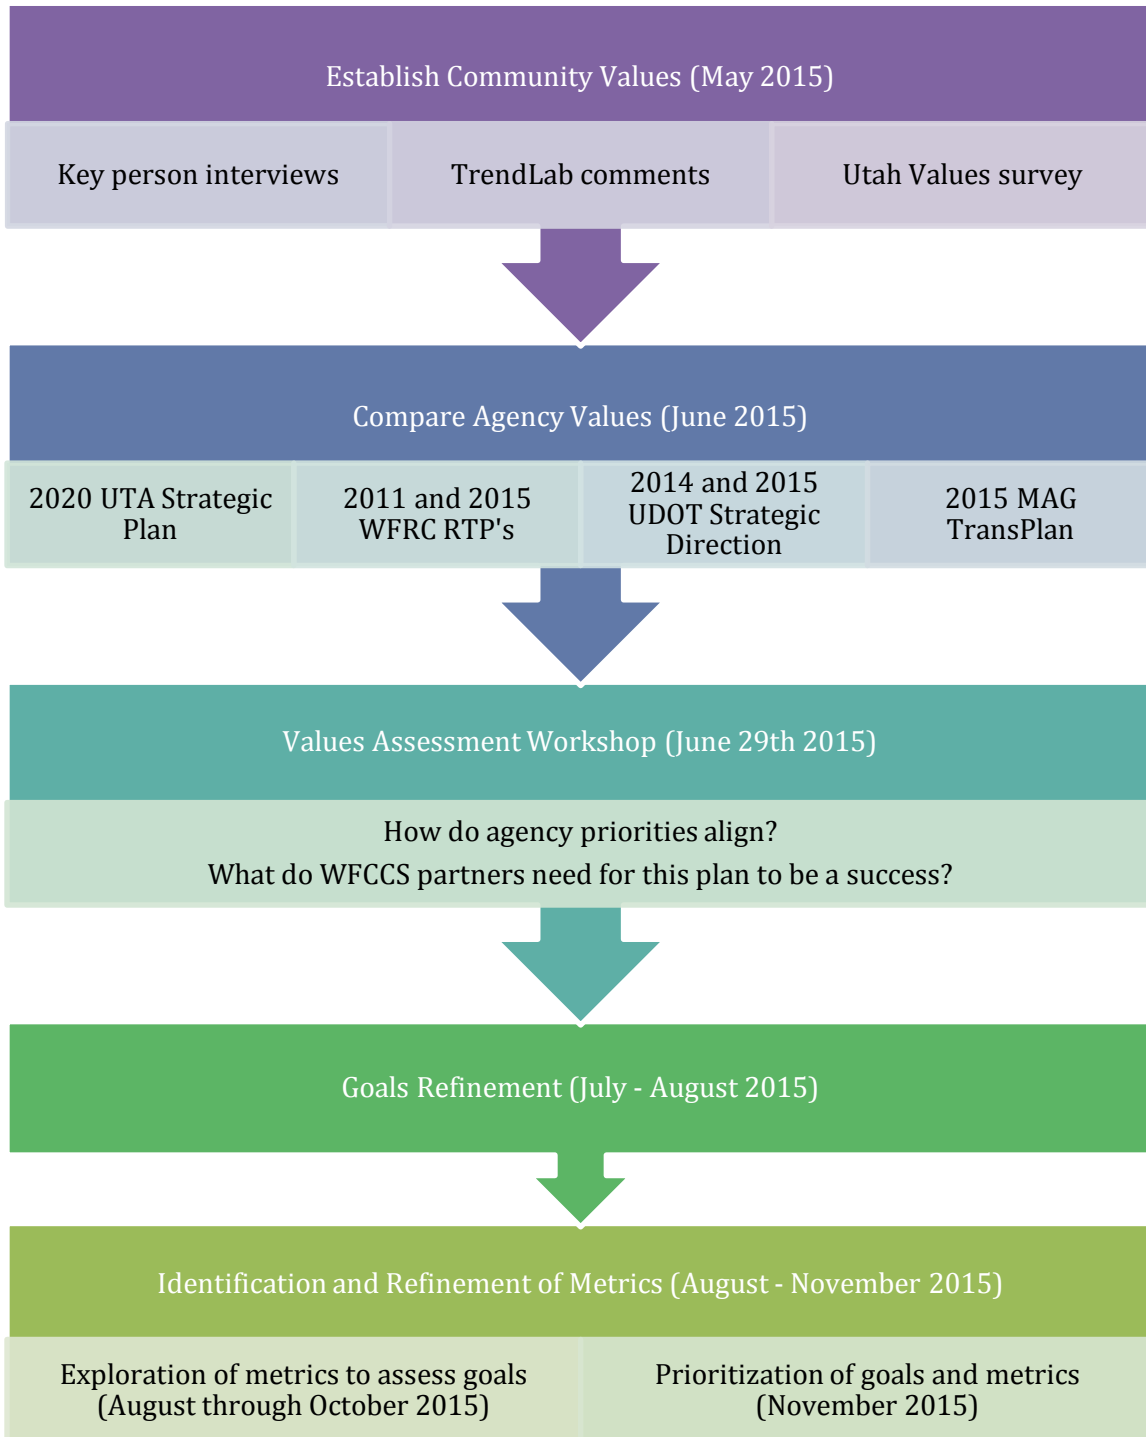 Establish Community Values (May 2015)
Key person interviews
TrendLab comments
Utah Values survey
Compare Agency Values (June 2015)
2020 UTA Strategic
Plan
2011 and 2015
WFRC RTP's
2014 and 2015
UDOT Strategic
Direction
2015 MAG
TransPlan
Values Assessment Workshop (June 29th 2015)
How do agency priorities align?
What do WFCCS partners need for this plan to be a success?
Goals Refinement (July - August 2015)
Identification and Refinement of Metrics (August - November 2015)
Exploration of metrics to assess goals
(August through October 2015)
Prioritization of goals and metrics
(November 2015)